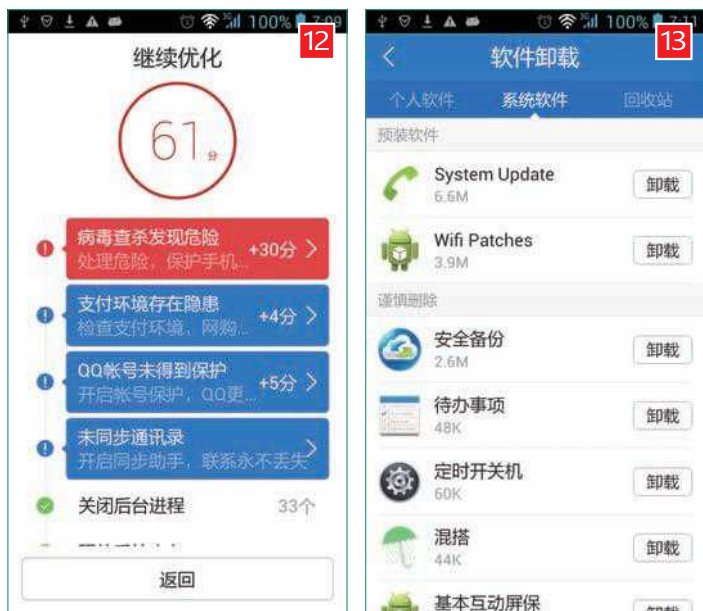 100% 7:09
12
继续优化
61分
病毒查杀发现危险
处理危险，保护手机...
+30分
支付环境存在隐患
检查支付环境，网购...
+4分
QQ帐号未得到保护
开启帐号保护，QQ更...
+5分
未同步通讯录
开启同步助手，联系永不丢失
关闭后台进程
33个
返回
100% 7:11
13
软件卸载
个人软件
系统软件
回收站
预装软件
System Update
6.6M
卸载
Wifi Patches
3.9M
卸载
谨慎删除
安全备份
2.6M
卸载
待办事项
48K
卸载
定时开关机
60K
卸载
混搭
44K
卸载
基本互动屏保
卸载